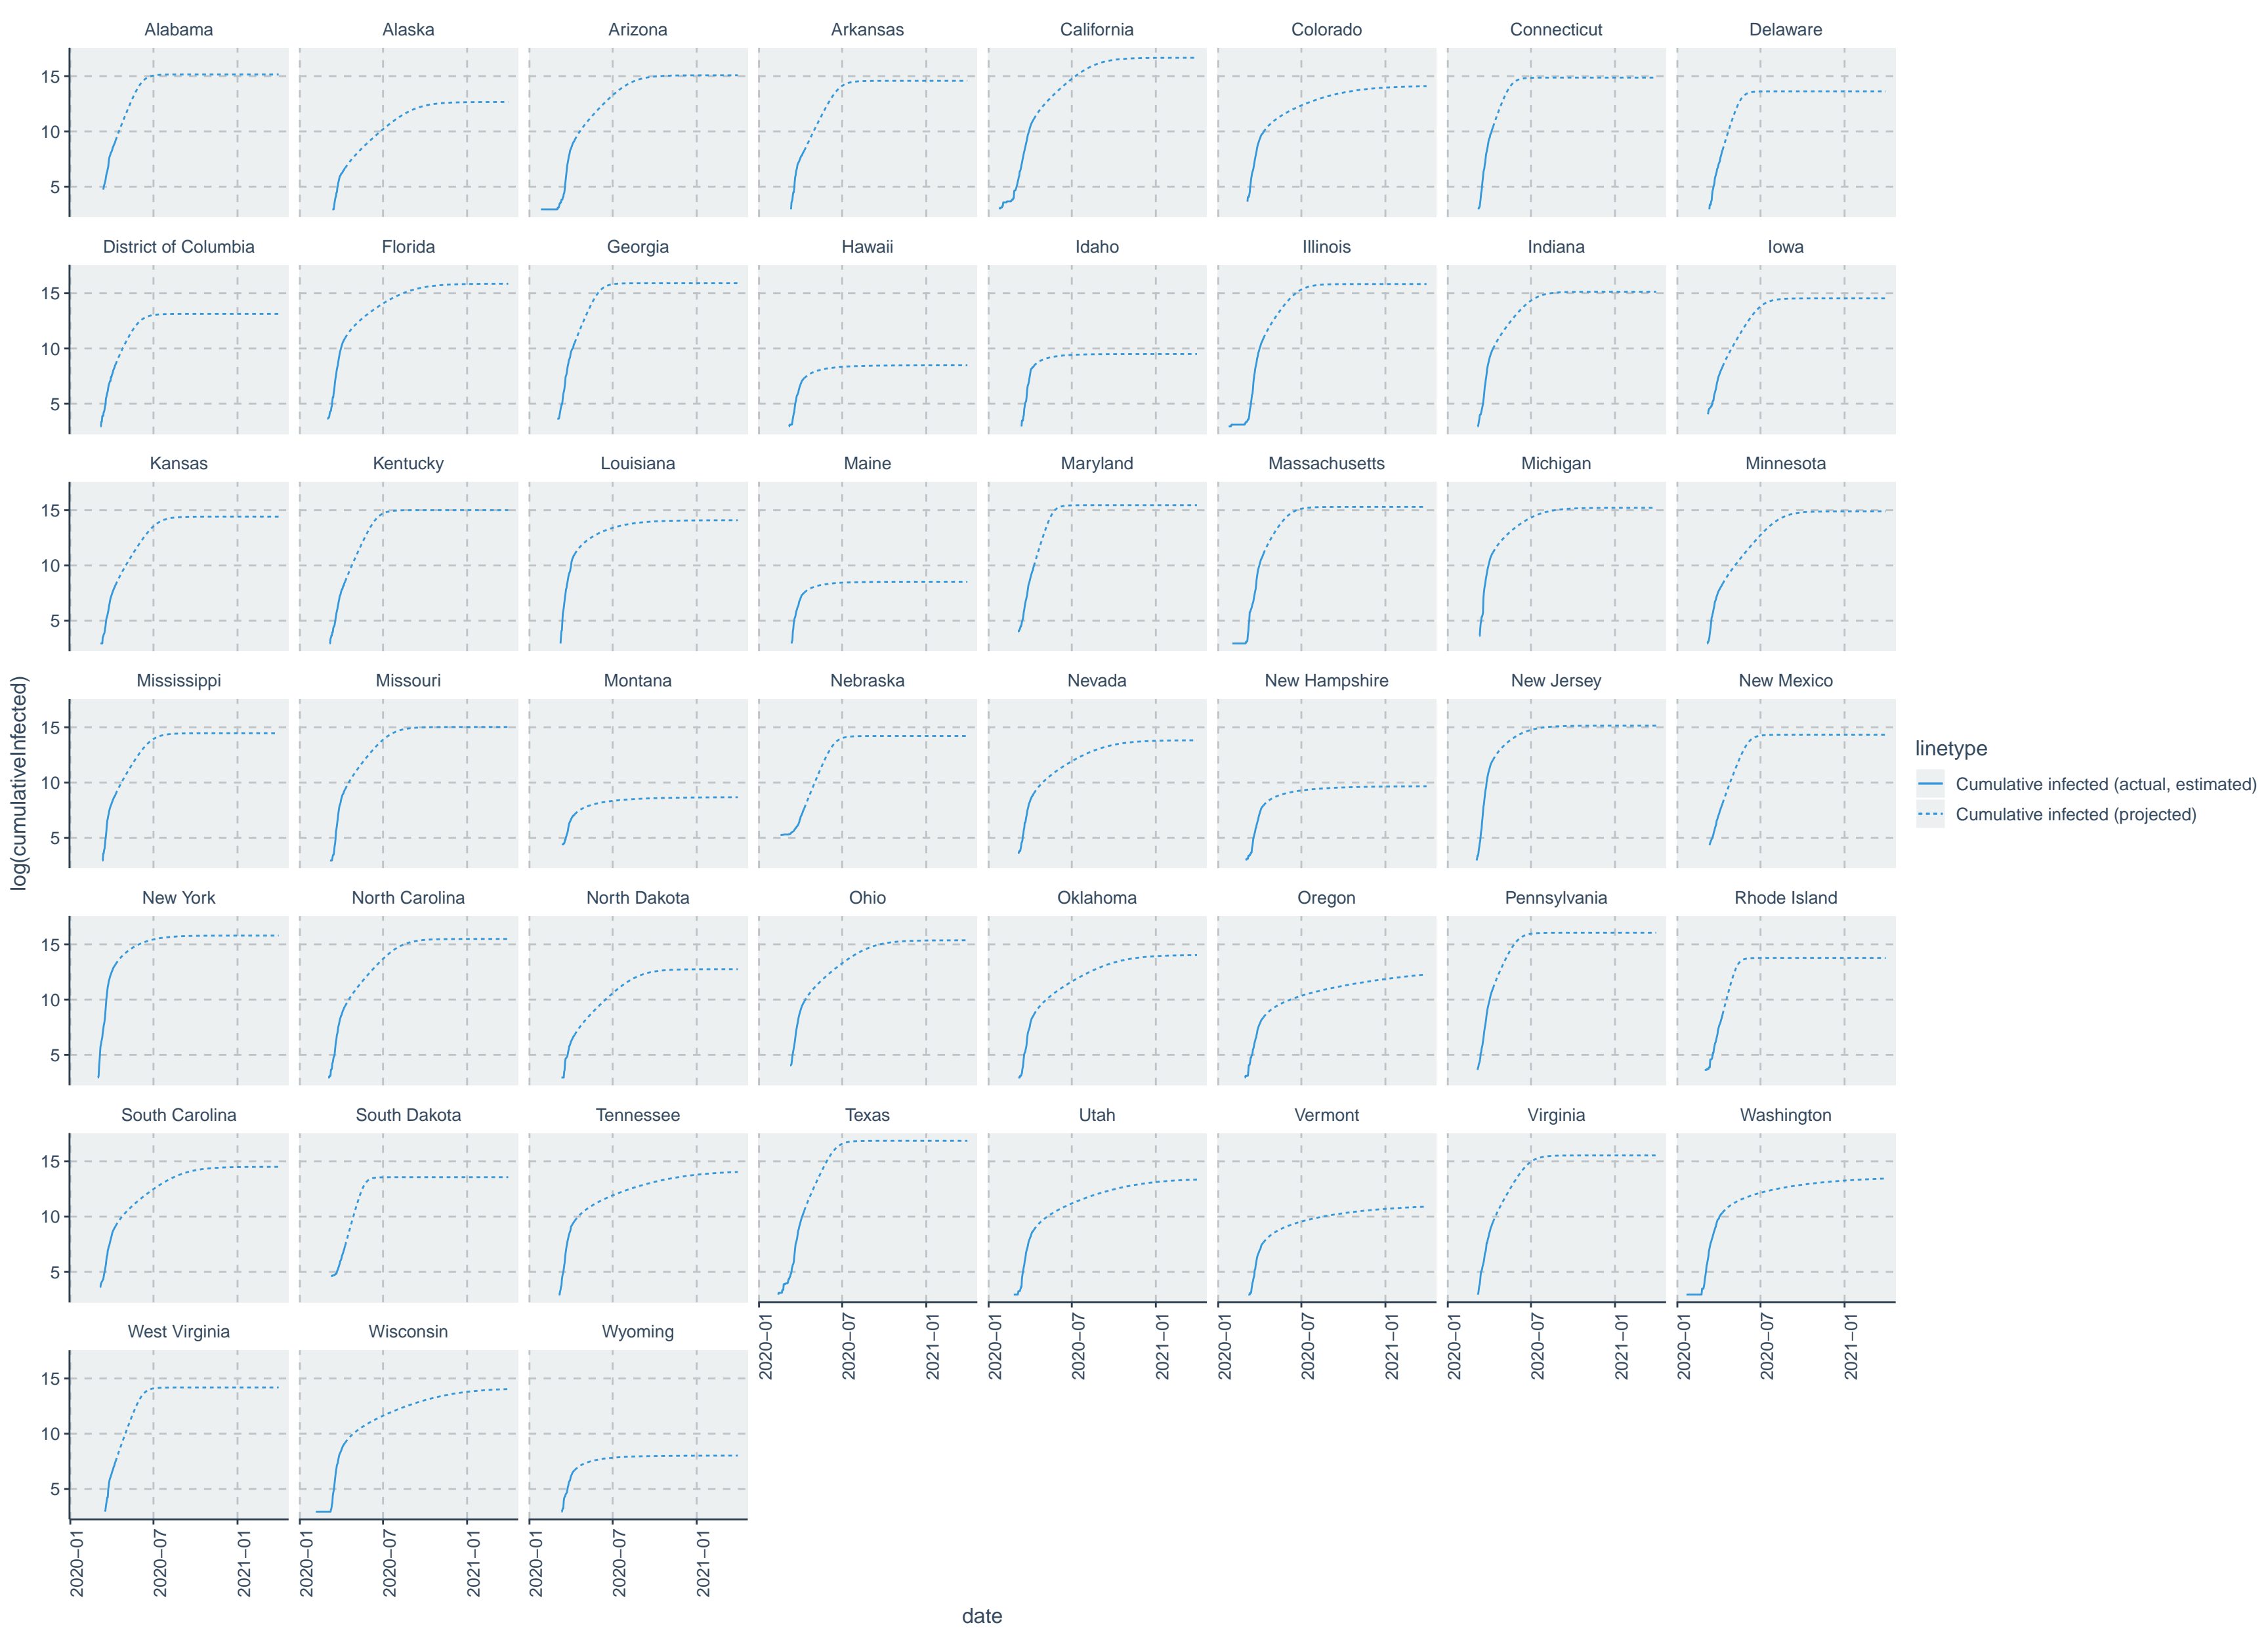 Alabama Alaska Arizona Arkansas California Colorado Connecticut Delaware
15
10
5
District of Columbia Florida Georgia Hawaii Idaho Illinois Indiana Iowa
15
10
5
Kansas Kentucky Louisiana Maine Maryland Massachusetts Michigan Minnesota
15
10
5
Mississippi Missouri Montana Nebraska Nevada New Hampshire New Jersey New Mexico
15
10
5
New York North Carolina North Dakota Ohio Oklahoma Oregon Pennsylvania Rhode Island
15
10
5
South Carolina South Dakota Tennessee Texas Utah Vermont Virginia Washington
15
10
5
2020−01 2020−07 2021−01 2020−01 2020−07 2021−01 2020−01 2020−07 2021−01 2020−01 2020−07 2021−01 2020−01 2020−07 2021−01
West Virginia Wisconsin Wyoming
15
10
5
2020−01 2020−07 2021−01 2020−01 2020−07 2021−01 2020−01 2020−07 2021−01
date
log(cumulativeInfected)
linetype
Cumulative infected (actual, estimated)
Cumulative infected (projected)